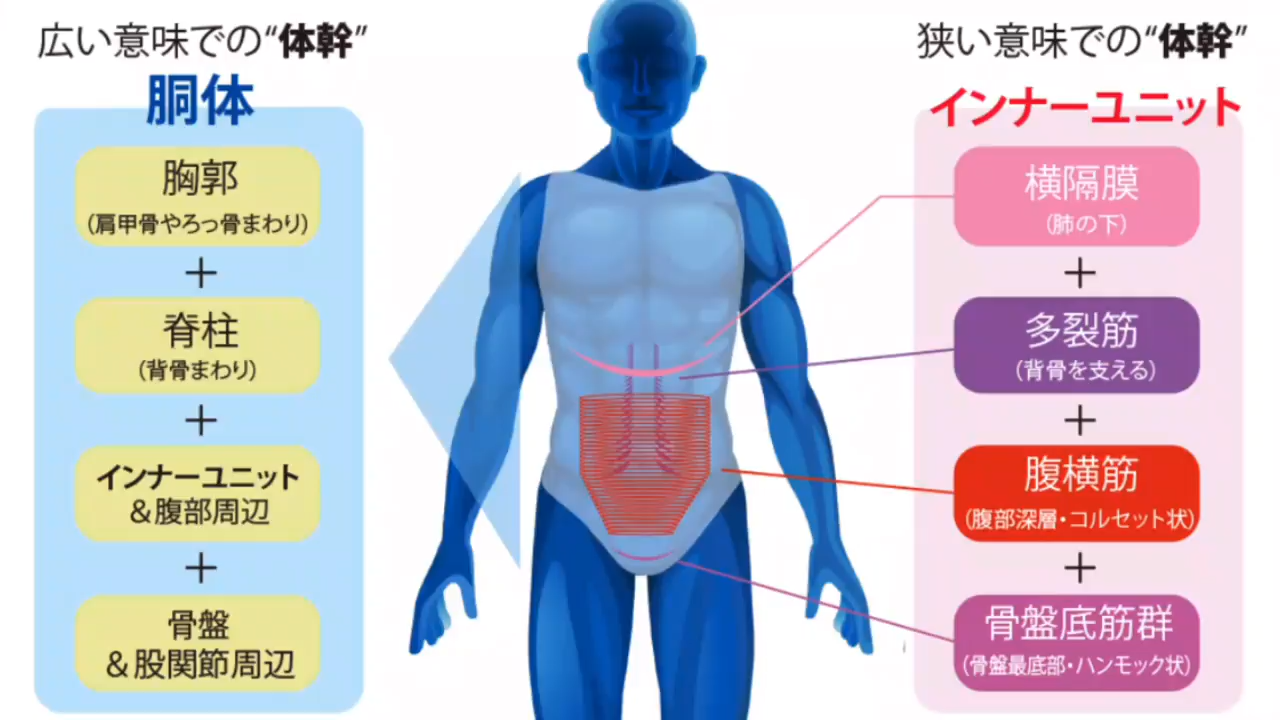 広い意味での“体幹”
胴体
胸郭
(肩甲骨やろっ骨まわり)
＋
脊柱
(背骨まわり)
＋
インナーユニット
＆腹部周辺
＋
骨盤
＆股関節周辺
狭い意味での“体幹”
インナーユニット
横隔膜
(肺の下)
＋
多裂筋
(背骨を支える)
＋
腹横筋
(腹部深層・コルセット状)
＋
骨盤底筋群
(骨盤最底部・ハンモック状)